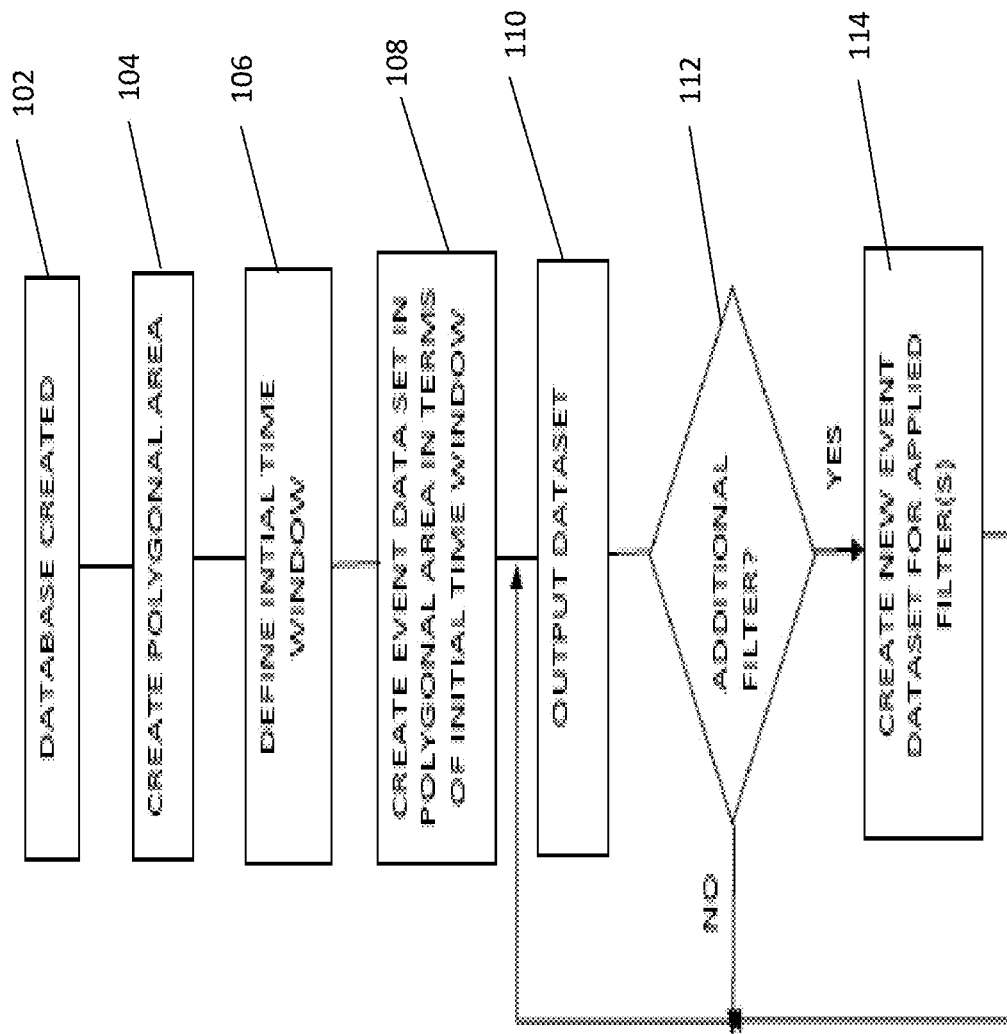 DATABASE CREATED
102
CREATE POLYGONAL AREA
104
DEFINE INTIAL TIME
WINDOW
106
CREATE EVENT DATA SET IN
POLYGONAL AREA IN TERMS
OF INITIAL TIME WINDOW
108
OUTPUT DATASET
110
ADDITIONAL
FILTER?
112
NO
YES
CREATE NEW EVENT
DATASET FOR APPLIED
FILTER(S)
114